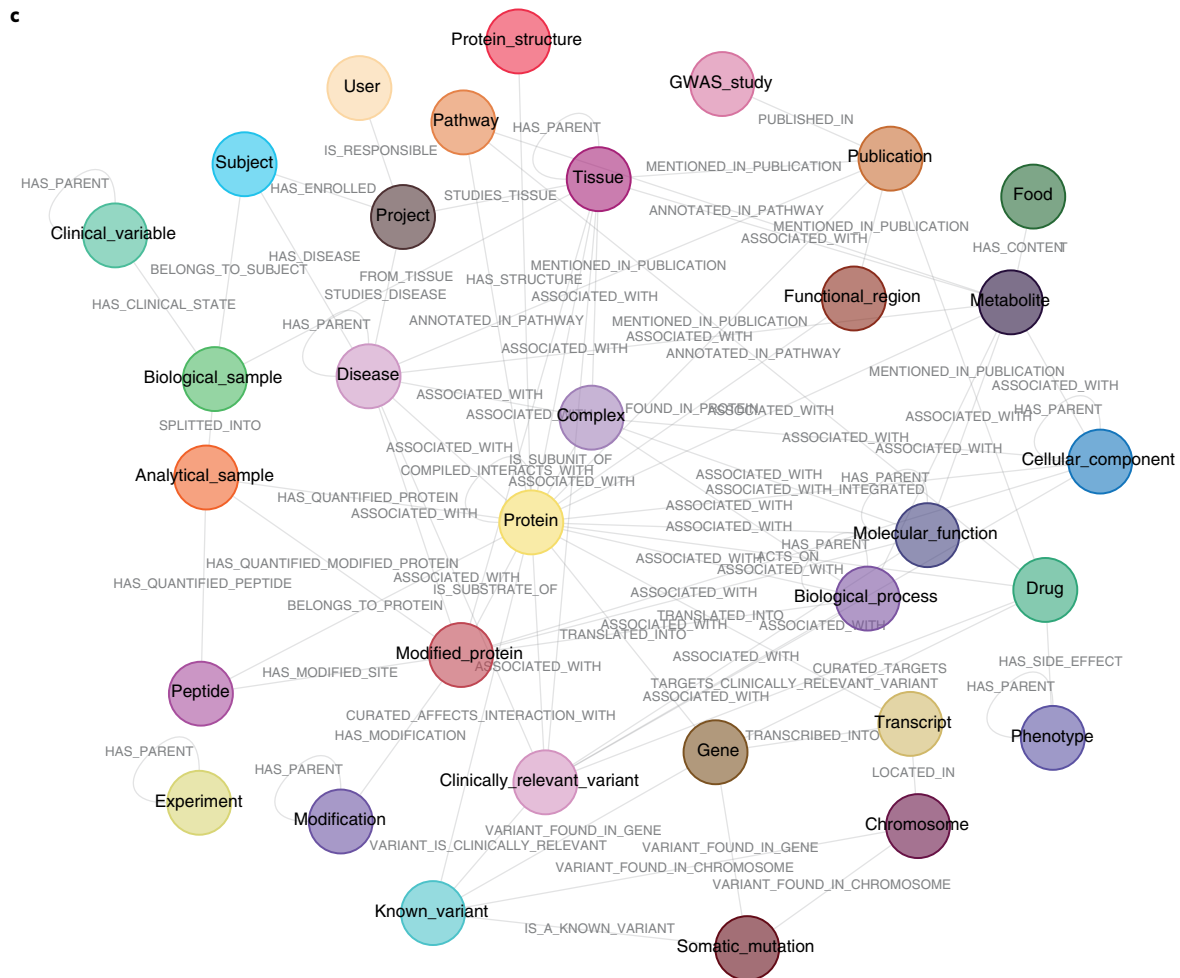 c
Protein_structure
User
GWAS_study
Pathway
PUBLISHED_IN
HAS_PARENT
IS_RESPONSIBLE
Publication
Subject
MENTIONED_IN_PUBLICATION
Tissue
HAS_PARENT
HAS_ENROLLED
STUDIES_TISSUE
Food
Project
ANNOTATED_IN_PATHWAY
MENTIONED_IN_PUBLICATION
Clinical_variable
ASSOCIATED_WITH
HAS_CONTENT
HAS_DISEASE
BELONGS_TO_SUBJECT
MENTIONED_IN_PUBLICATION
FROM_TISSUE
HAS_STRUCTURE
STUDIES_DISEASE
ASSOCIATED_WITH
Functional_region
Metabolite
HAS_CLINICAL_STATE
HAS_PARENT
ANNOTATED_IN_PATHWAY
MENTIONED_IN_PUBLICATION
ASSOCIATED_WITH
ASSOCIATED_WITH
ANNOTATED_IN_PATHWAY
Biological_sample
Disease
MENTIONED_IN_PUBLICATION
ASSOCIATED_WITH
ASSOCIATED_WITH
FOUND_IN_PROTEIN
ASSOCIATED_WITH
HAS_PARENT
ASSOCIATED_WITH
Complex
ASSOCIATED_WITH
SPLITTED_INTO
ASSOCIATED_WITH
ASSOCIATED_WITH
ASSOCIATED_WITH
IS_SUBUNIT_OF
Cellular_component
COMPILED_INTERACTS_WITH
Analytical_sample
ASSOCIATED_WITH
ASSOCIATED_WITH
HAS_PARENT
ASSOCIATED_WITH_INTEGRATED
HAS_QUANTIFIED_PROTEIN
ASSOCIATED_WITH
ASSOCIATED_WITH
Protein
ASSOCIATED_WITH
Molecular_function
HAS_PARENT
ASSOCIATED_WITH
ACTS_ON
HAS_QUANTIFIED_MODIFIED_PROTEIN
ASSOCIATED_WITH
HAS_QUANTIFIED_PEPTIDE
ASSOCIATED_WITH
IS_SUBSTRATE_OF
ASSOCIATED_WITH
Biological_process
Drug
BELONGS_TO_PROTEIN
TRANSLATED_INTO
ASSOCIATED_WITH
ASSOCIATED_WITH
TRANSLATED_INTO
Modified_protein
ASSOCIATED_WITH
HAS_SIDE_EFFECT
ASSOCIATED_WITH
CURATED_TARGETS
HAS_MODIFIED_SITE
Peptide
TARGETS_CLINICALLY_RELEVANT_VARIANT
HAS_PARENT
ASSOCIATED_WITH
CURATED_AFFECTS_INTERACTION_WITH
Transcript
HAS_MODIFICATION
TRANSCRIBED_INTO
Phenotype
HAS_PARENT
Gene
HAS_PARENT
LOCATED_IN
Clinically_relevant_variant
Experiment
Modification
Chromosome
VARIANT_FOUND_IN_GENE
VARIANT_IS_CLINICALLY_RELEVANT
VARIANT_FOUND_IN_GENE
VARIANT_FOUND_IN_CHROMOSOME
VARIANT_FOUND_IN_CHROMOSOME
Known_variant
IS_A_KNOWN_VARIANT
Somatic_mutation